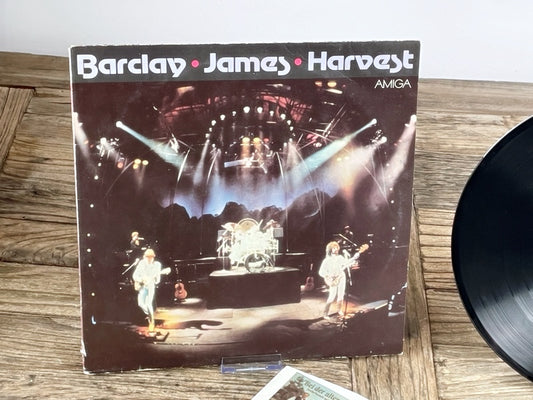 Barclay • James • Harvest
AMIGA